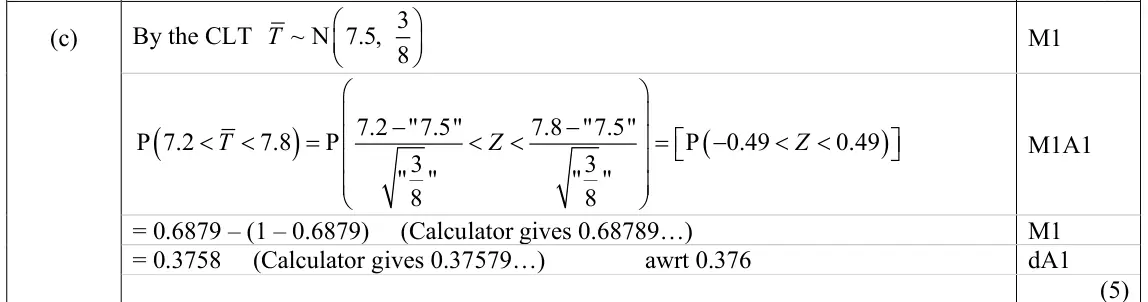 (c) By the CLT T̅ ~ N(7.5, 3/8) M1
P(7.2 < T̅ < 7.8) = P((7.2 − "7.5")/√("3/8") < Z < (7.8 − "7.5")/√("3/8")) = [P(−0.49 < Z < 0.49)] M1A1
= 0.6879 – (1 – 0.6879) (Calculator gives 0.68789…) M1
= 0.3758 (Calculator gives 0.37579…) awrt 0.376 dA1
(5)